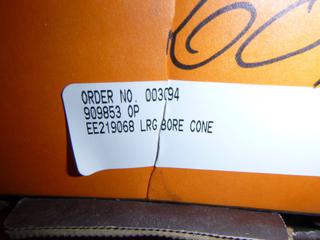 ORDER NO. 003094
909853 OP
EE219068 LRG BORE CONE